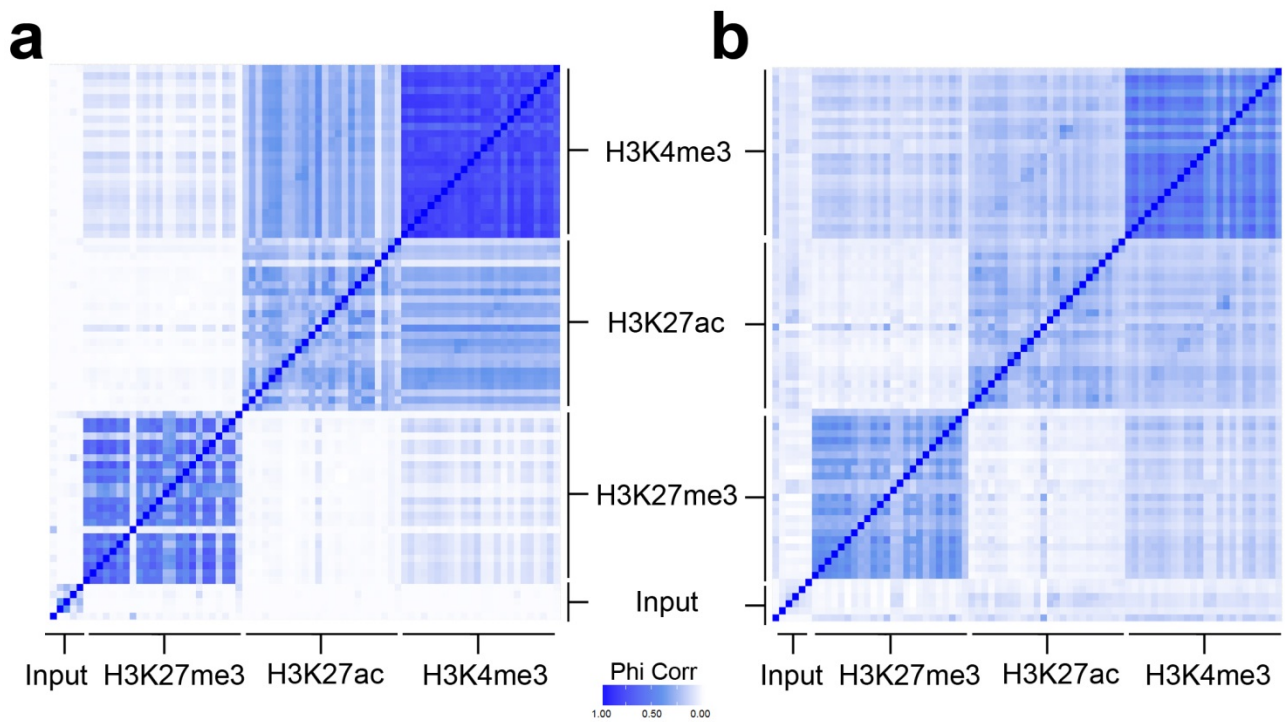 a
b
H3K4me3
H3K27ac
H3K27me3
Input
Input H3K27me3 H3K27ac H3K4me3
Input H3K27me3 H3K27ac H3K4me3
Phi Corr
1.00 0.50 0.00